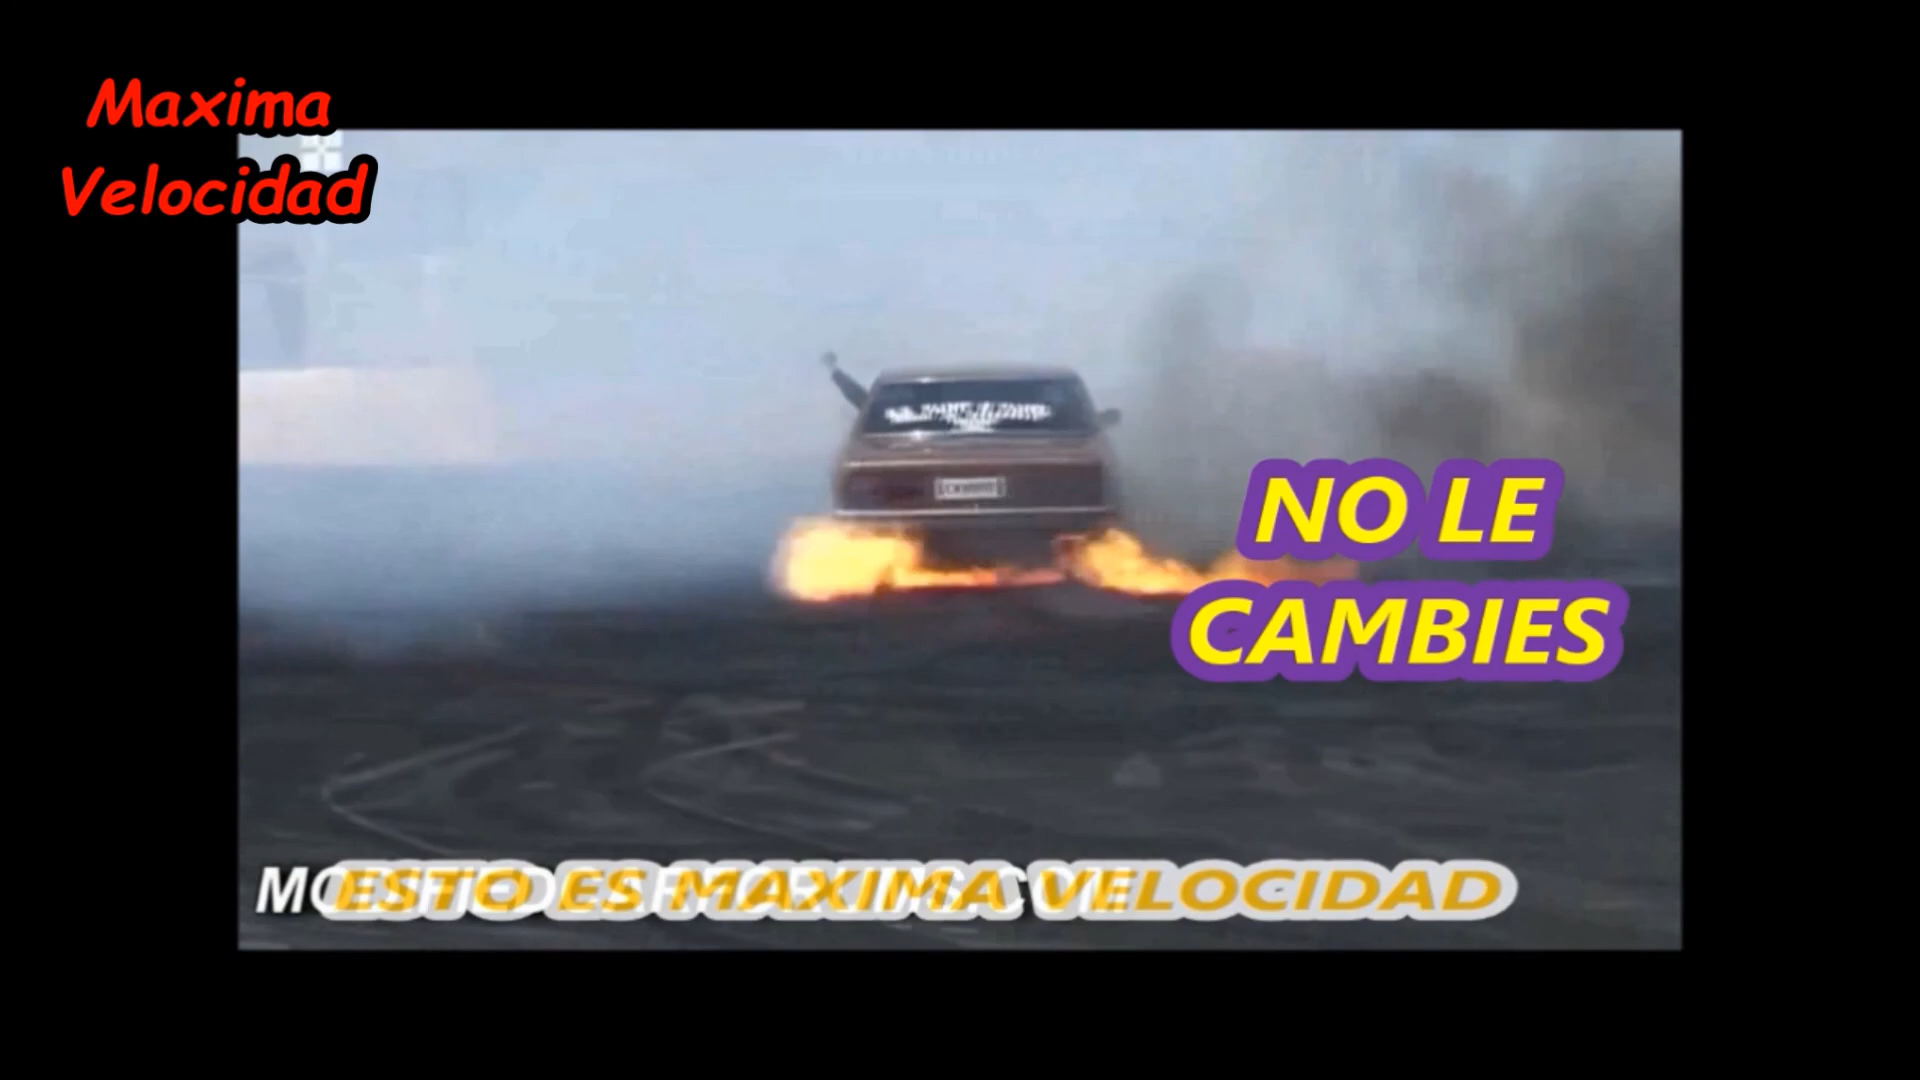 Maxima
Velocidad
NO LE
CAMBIES
ESTO ES MAXIMA VELOCIDAD